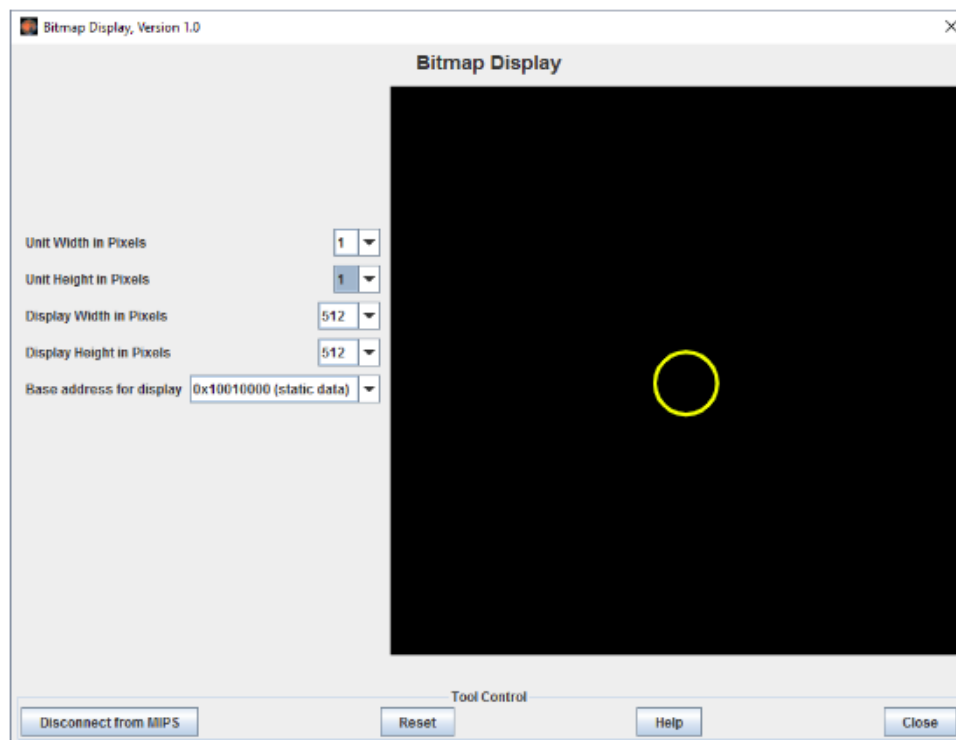 Bitmap Display, Version 1.0
Bitmap Display
Unit Width in Pixels 1
Unit Height in Pixels 1
Display Width in Pixels 512
Display Height in Pixels 512
Base address for display 0x10010000 (static data)
Tool Control
Disconnect from MIPS Reset Help Close